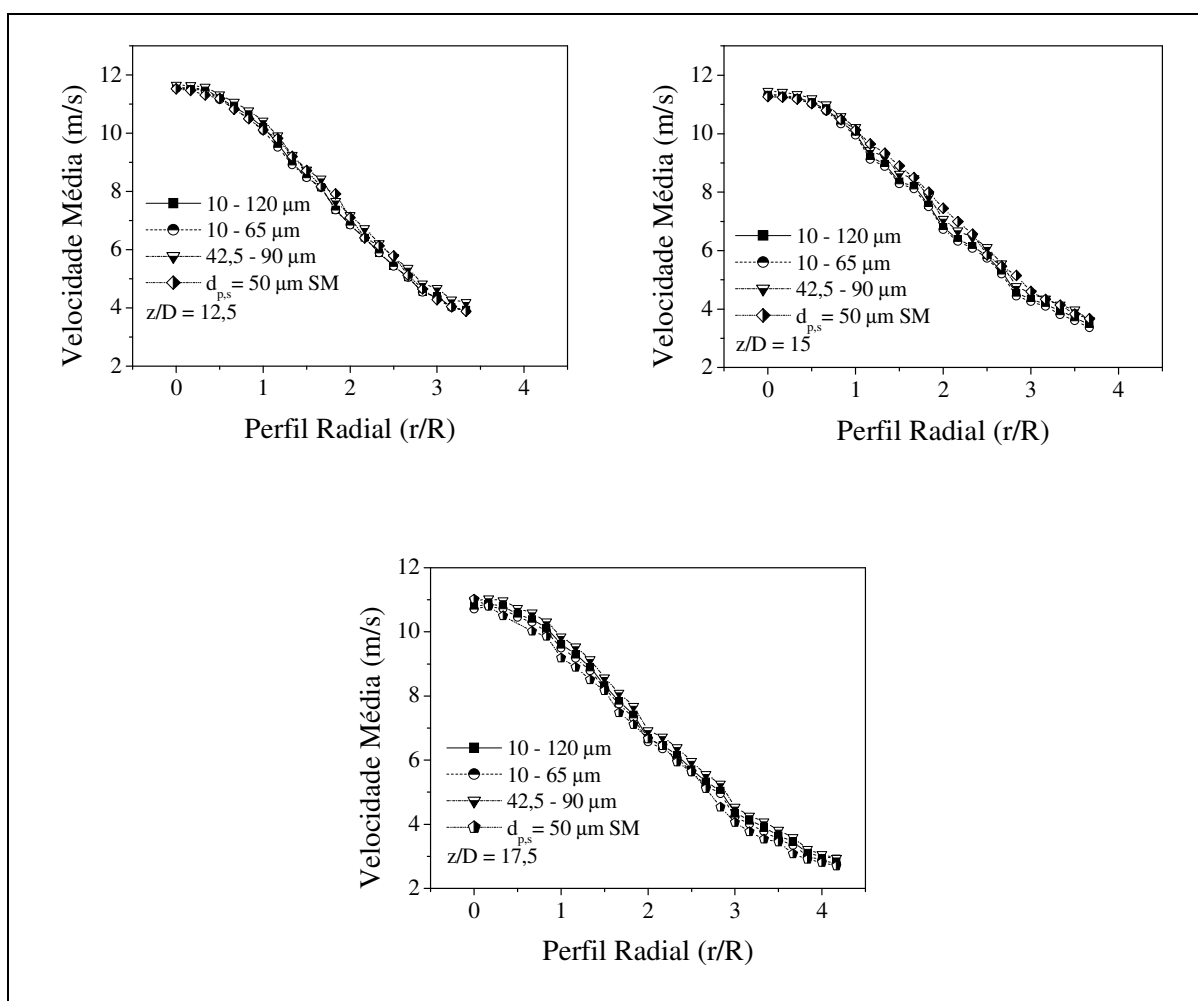 12
10
8
6
4
2
Velocidade Média (m/s)
10 - 120 µm
10 - 65 µm
42,5 - 90 µm
dp,s= 50 µm SM
z/D = 12,5
0 1 2 3 4
Perfil Radial (r/R)
12
10
8
6
4
2
Velocidade Média (m/s)
10 - 120 µm
10 - 65 µm
42,5 - 90 µm
dp,s= 50 µm SM
z/D = 15
0 1 2 3 4
Perfil Radial (r/R)
12
10
8
6
4
2
Velocidade Média (m/s)
10 - 120 µm
10 - 65 µm
42,5 - 90 µm
dp,s= 50 µm SM
z/D = 17,5
0 1 2 3 4
Perfil Radial (r/R)